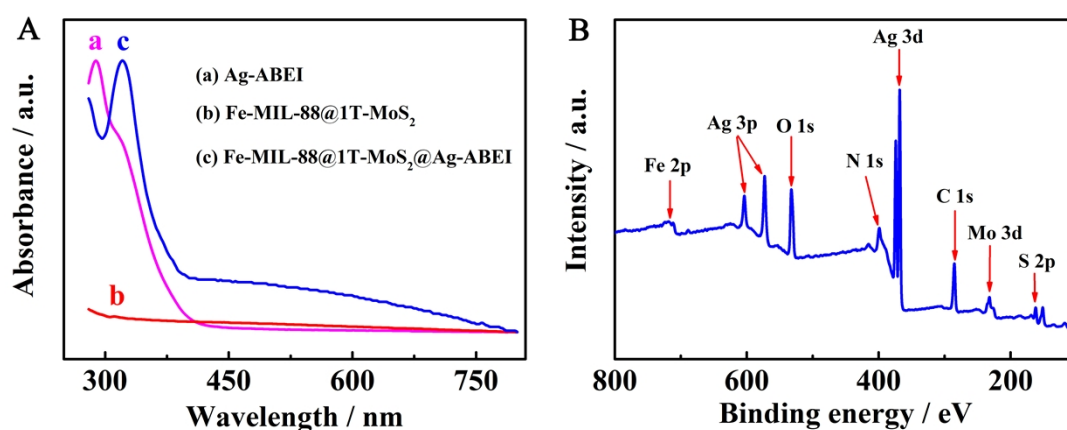 A
a
c
(a) Ag-ABEI
(b) Fe-MIL-88@1T-MoS₂
(c) Fe-MIL-88@1T-MoS₂@Ag-ABEI
b
Absorbance / a.u.
300 450 600 750
Wavelength / nm
B
Ag 3d
Ag 3p
O 1s
Fe 2p
N 1s
C 1s
Mo 3d
S 2p
Intensity / a.u.
800 600 400 200
Binding energy / eV